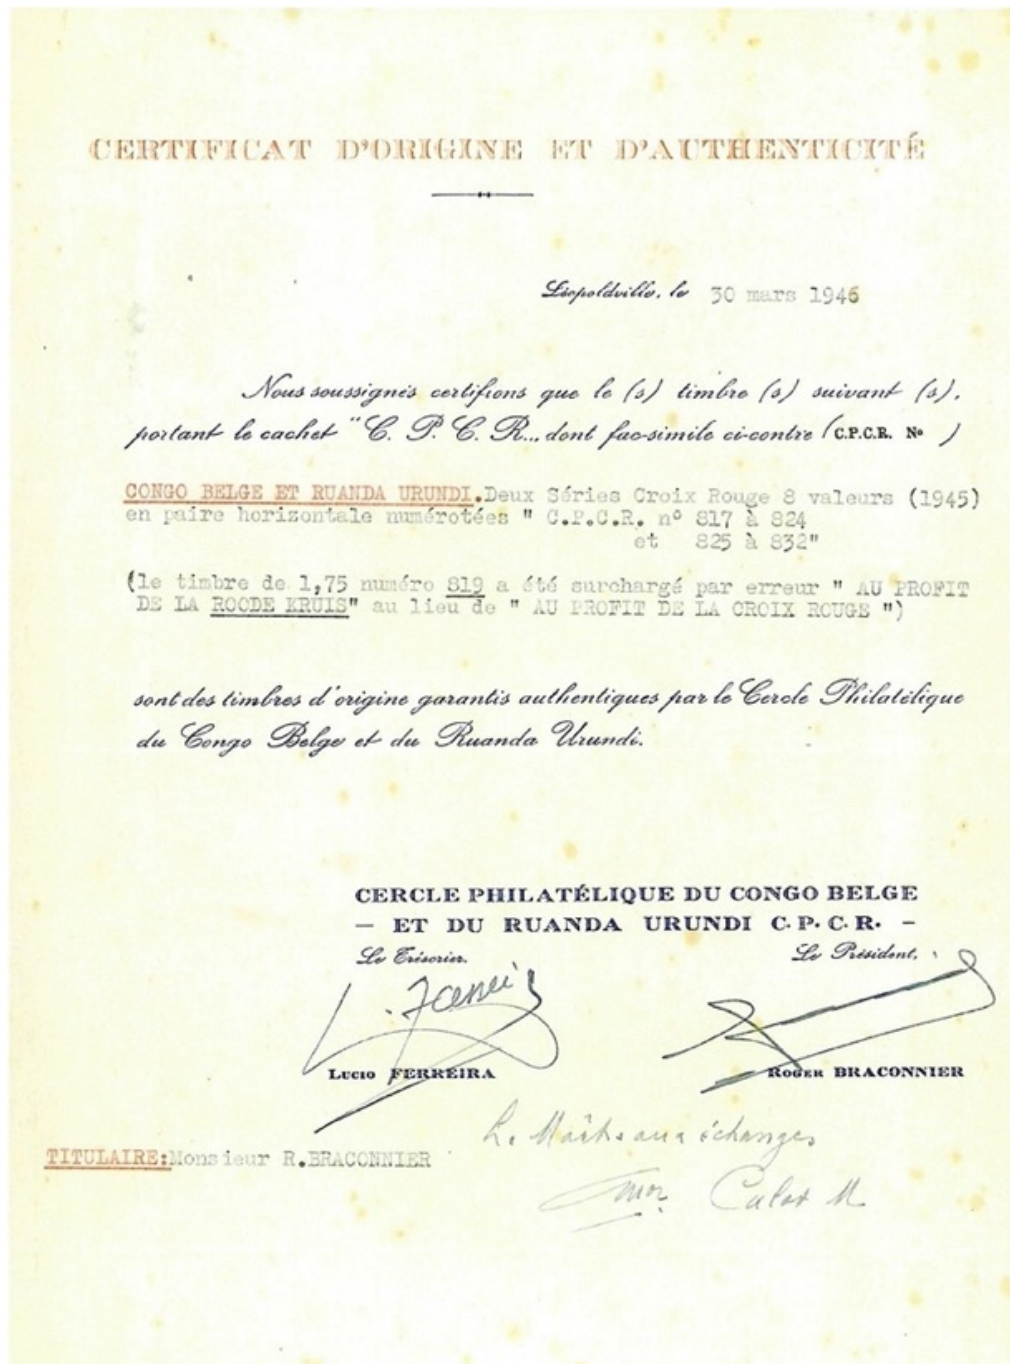 CERTIFICAT D'ORIGINE ET D'AUTHENTICITÉ
Léopoldville, le 30 mars 1946
Nous soussignés certifions que le (s) timbre (s) suivant (s),
portant le cachet "C. P. C. R.,, dont fac-simile ci-contre (C.P.C.R. No )
CONGO BELGE ET RUANDA URUNDI.Deux Séries Croix Rouge 8 valeurs (1945)
en paire horizontale numérotées " C.P.C.R. n° 817 à 824
et 825 à 832"
(le timbre de 1,75 numéro 819 a été surchargé par erreur " AU PROFIT
DE LA ROODE KRUIS" au lieu de " AU PROFIT DE LA CROIX ROUGE ")
sont des timbres d'origine garantis authentiques par le Cercle Philatélique
du Congo Belge et du Ruanda Urundi.
CERCLE PHILATÉLIQUE DU CONGO BELGE
— ET DU RUANDA URUNDI C. P. C. R. —
Le Trésorier. Le Président,
LUCIO FERREIRA ROGER BRACONNIER
Le aux échanges
TITULAIRE:Monsieur R.BRACONNIER